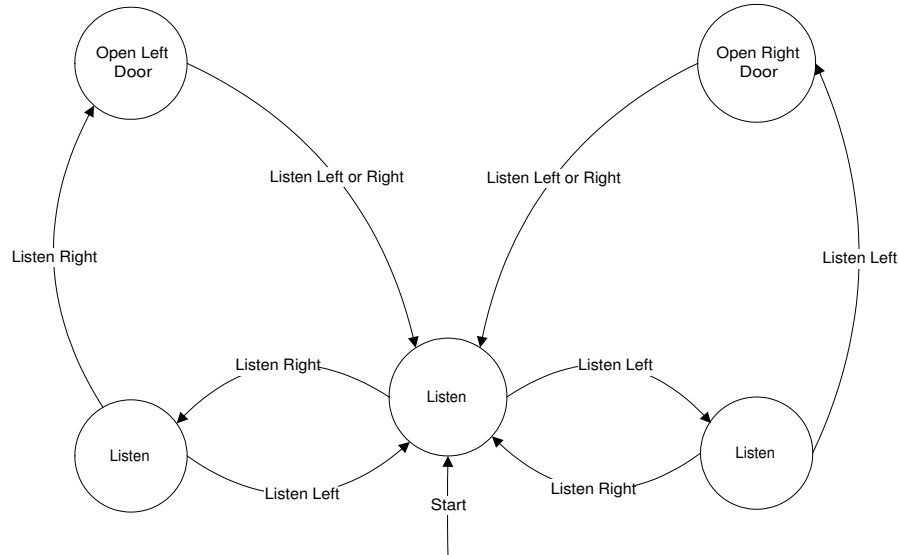 Open Left
Door
Open Right
Door
Listen Left or Right
Listen Left or Right
Listen Right
Listen Left
Listen Right
Listen Left
Listen
Listen
Listen
Listen Left
Listen Right
Start